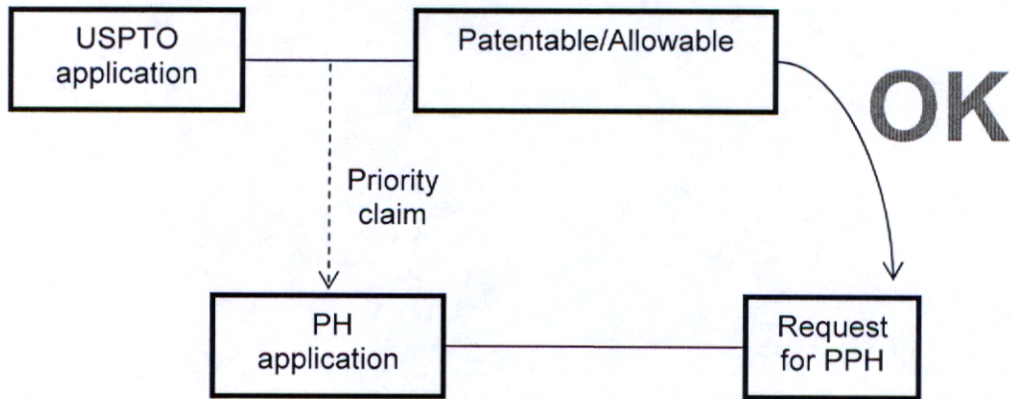 USPTO
application
Patentable/Allowable
OK
Priority
claim
PH
application
Request
for PPH